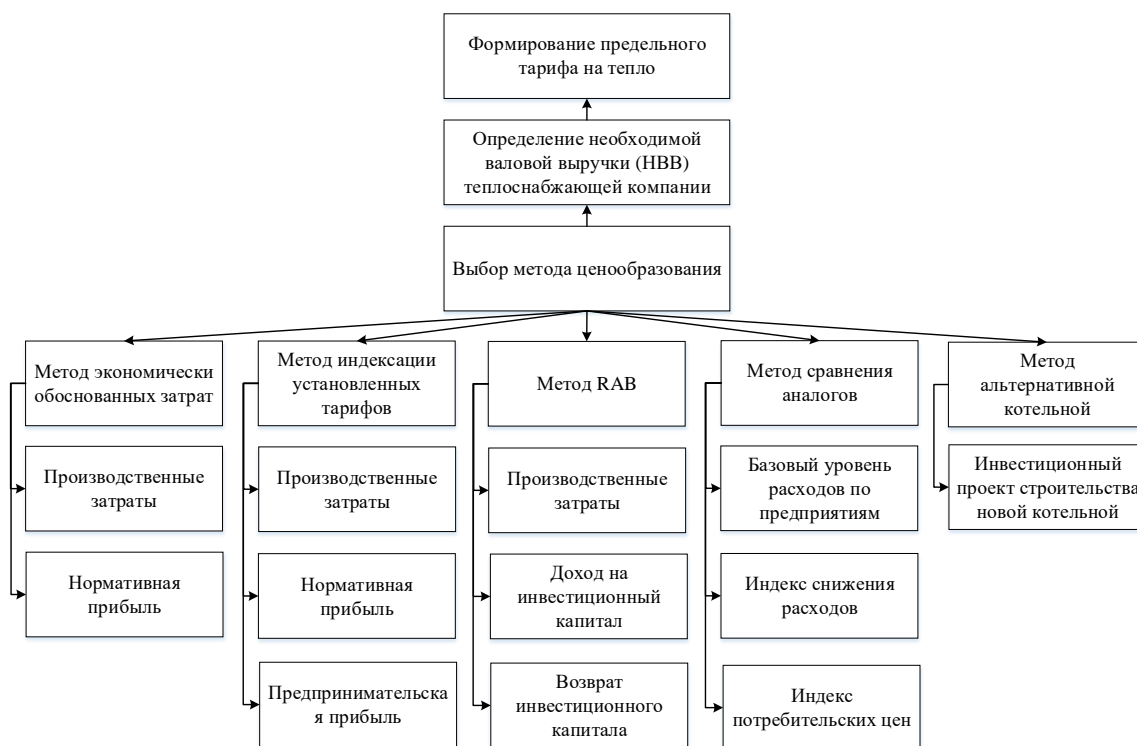 Формирование предельного
тарифа на тепло
Определение необходимой
валовой выручки (НВВ)
теплоснабжающей компании
Выбор метода ценообразования
Метод экономически
обоснованных затрат
Производственные
затраты
Нормативная
прибыль
Метод индексации
установленных
тарифов
Производственные
затраты
Нормативная
прибыль
Предпринимательска
я прибыль
Метод RAB
Производственные
затраты
Доход на
инвестиционный
капитал
Возврат
инвестиционного
капитала
Метод сравнения
аналогов
Базовый уровень
расходов по
предприятиям
Индекс снижения
расходов
Индекс
потребительских цен
Метод
альтернативной
котельной
Инвестиционный
проект строительства
новой котельной